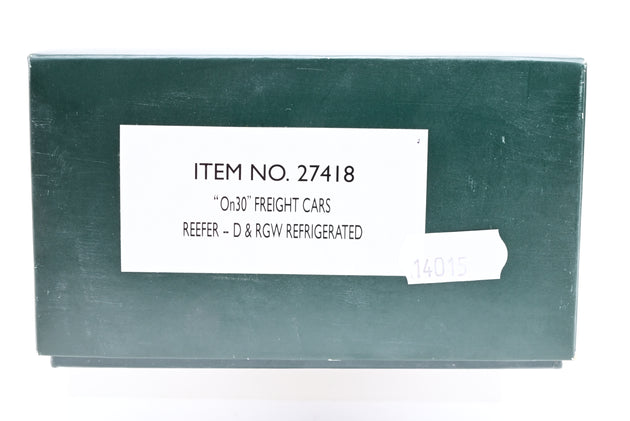 ITEM NO. 27418
"On30" FREIGHT CARS
REEFER – D & RGW REFRIGERATED
14015